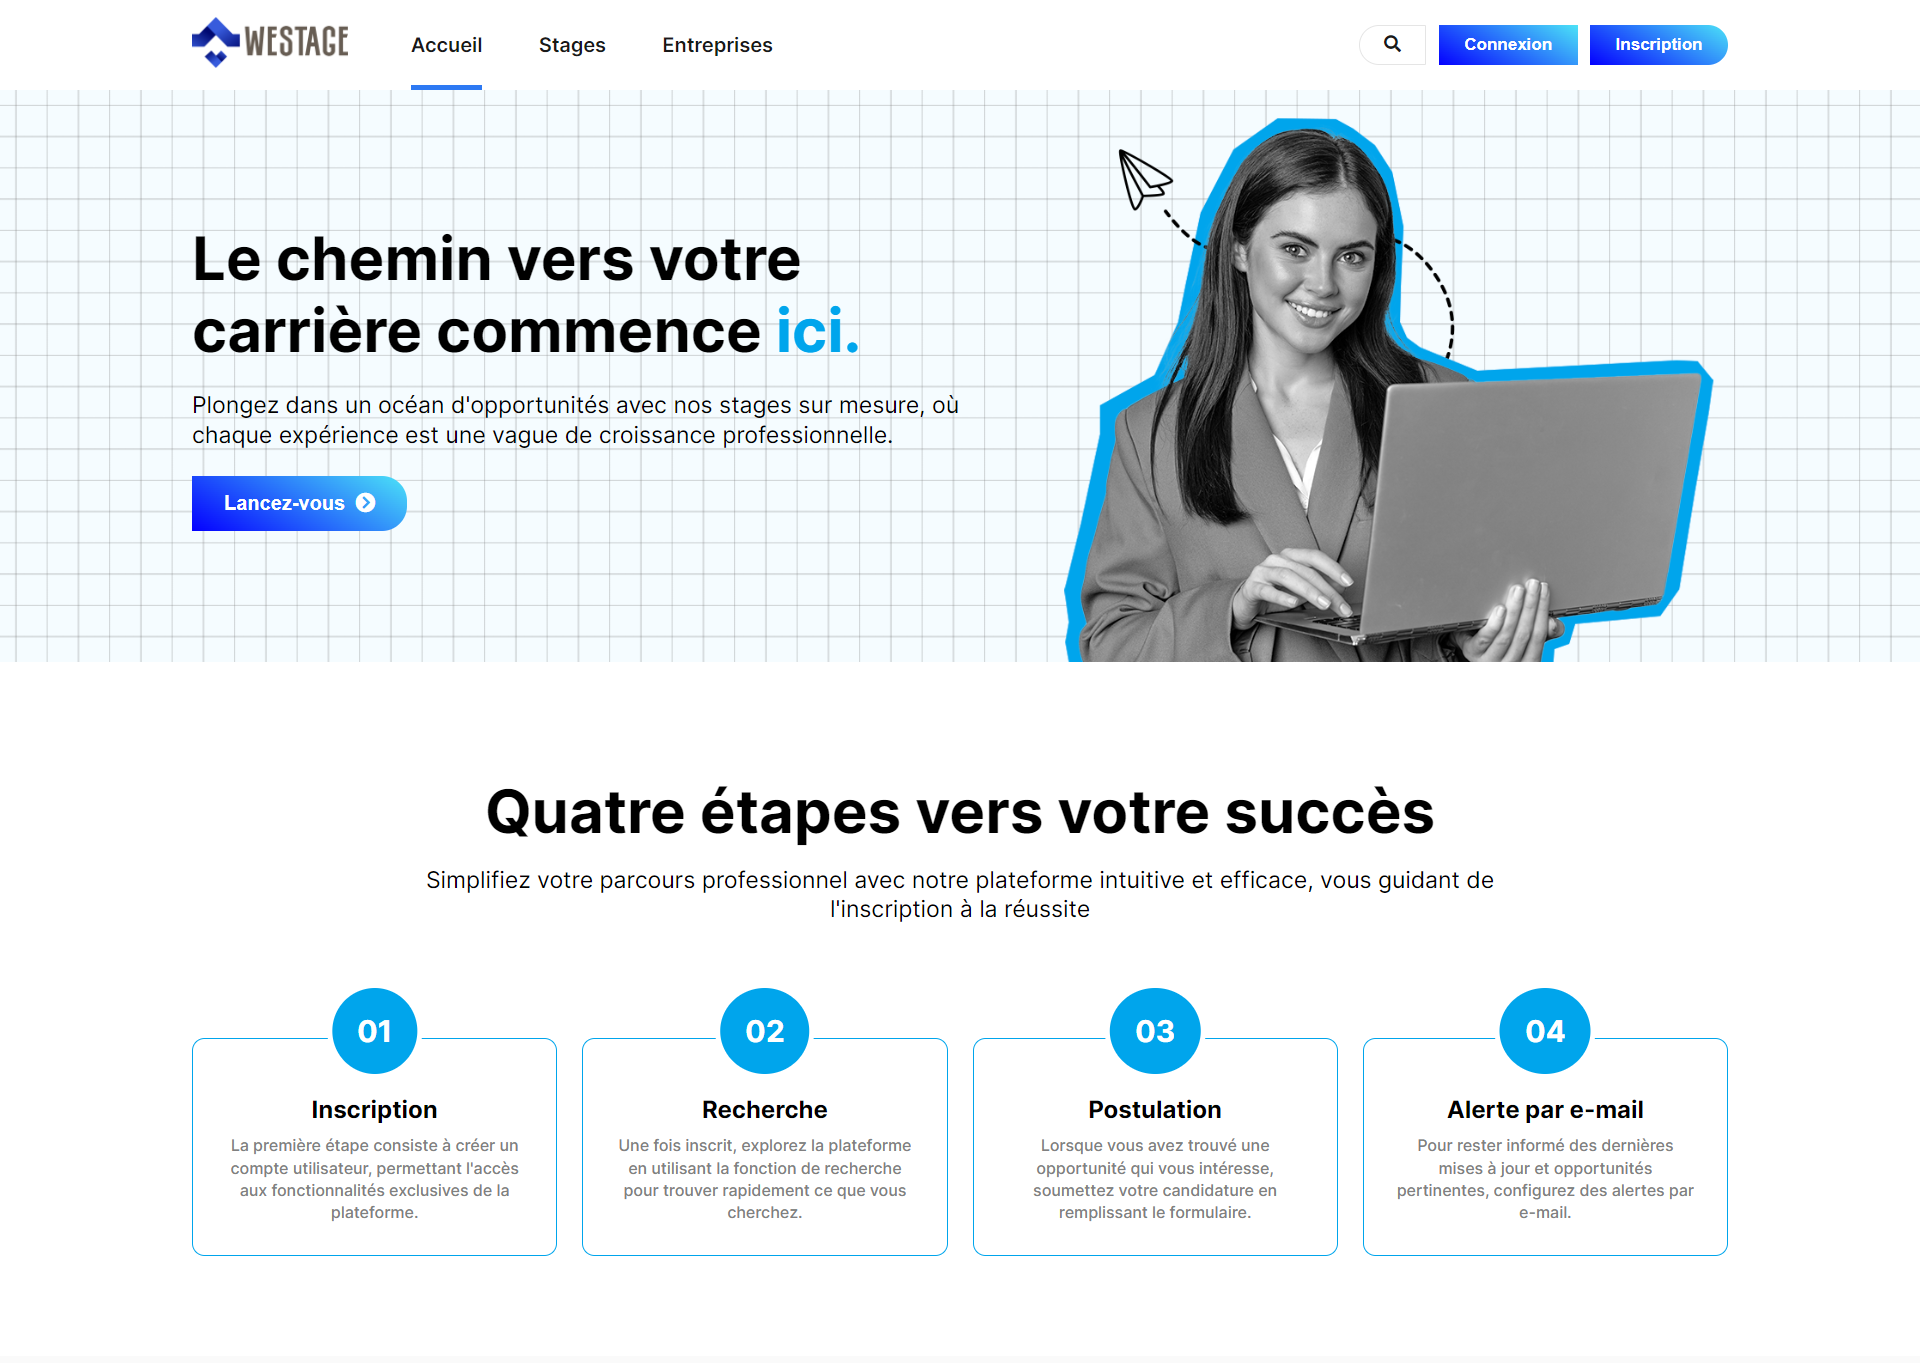 WESTAGE
Accueil
Stages
Entreprises
Connexion
Inscription
Le chemin vers votre
carrière commence ici.
Plongez dans un océan d'opportunités avec nos stages sur mesure, où
chaque expérience est une vague de croissance professionnelle.
Lancez-vous
Quatre étapes vers votre succès
Simplifiez votre parcours professionnel avec notre plateforme intuitive et efficace, vous guidant de
l'inscription à la réussite
01
Inscription
La première étape consiste à créer un
compte utilisateur, permettant l'accès
aux fonctionnalités exclusives de la
plateforme.
02
Recherche
Une fois inscrit, explorez la plateforme
en utilisant la fonction de recherche
pour trouver rapidement ce que vous
cherchez.
03
Postulation
Lorsque vous avez trouvé une
opportunité qui vous intéresse,
soumettez votre candidature en
remplissant le formulaire.
04
Alerte par e-mail
Pour rester informé des dernières
mises à jour et opportunités
pertinentes, configurez des alertes par
e-mail.